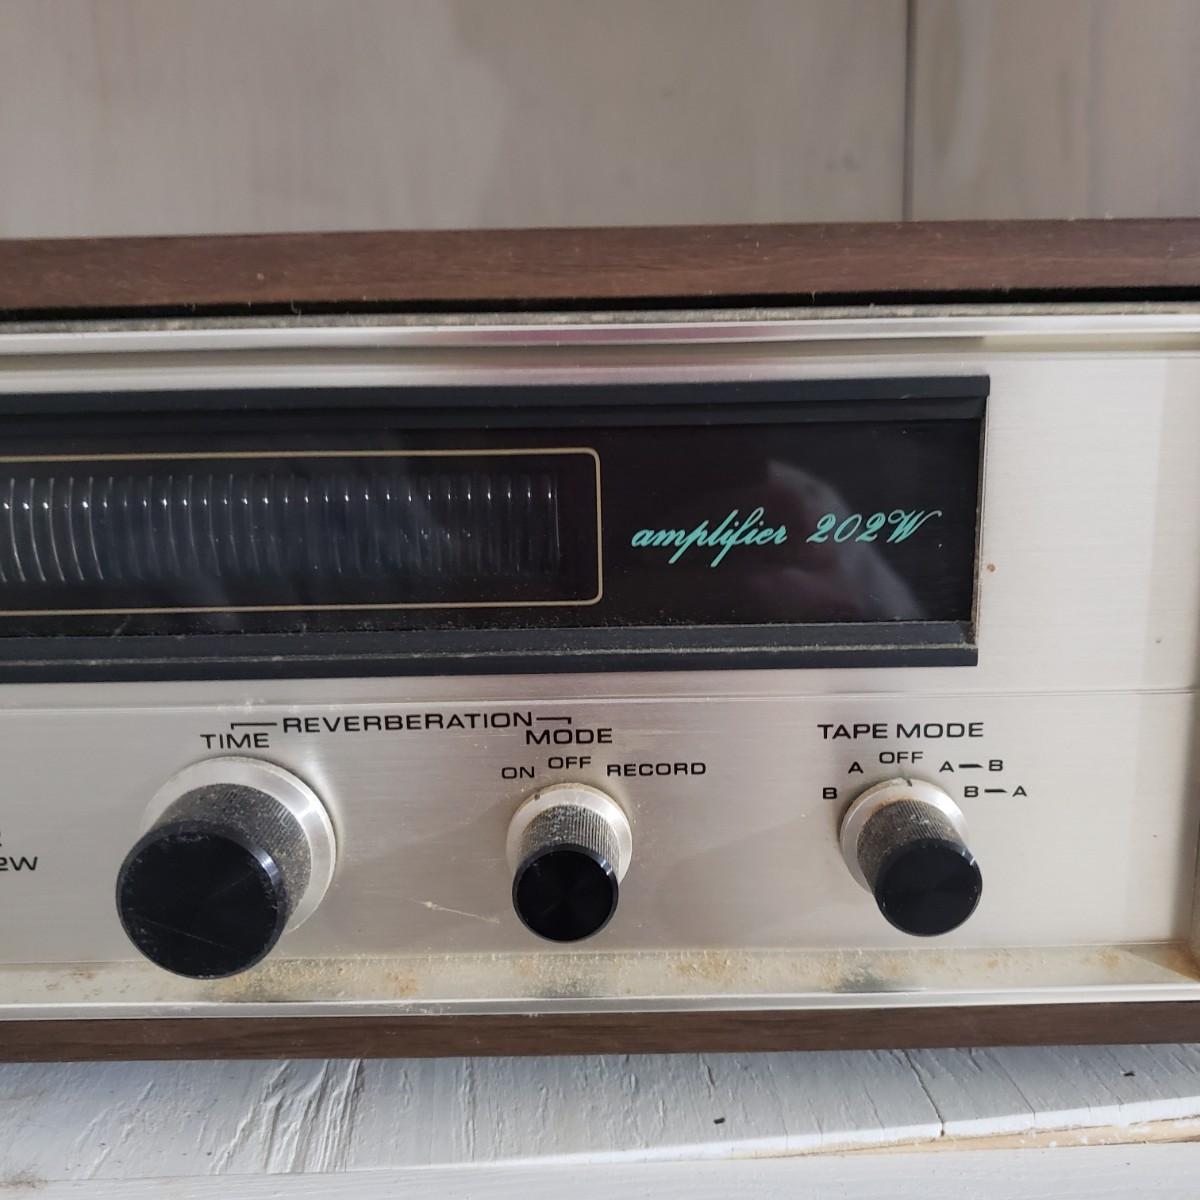 amplifier 202W
REVERBERATION
TIME MODE
ON OFF RECORD
TAPE MODE
B A OFF A—B B—A